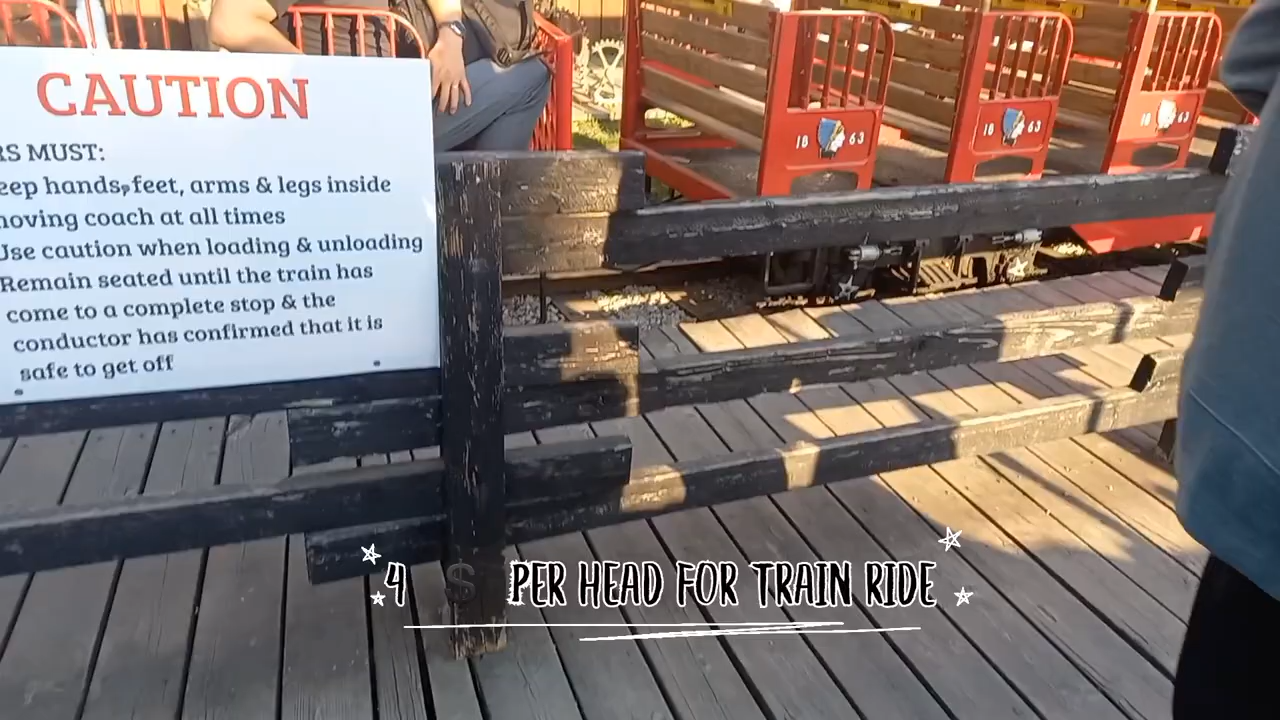 CAUTION
RS MUST:
eep hands, feet, arms & legs inside
moving coach at all times
Use caution when loading & unloading
Remain seated until the train has
come to a complete stop & the
conductor has confirmed that it is
safe to get off
18 63
18 63
18 63
4 $ PER HEAD FOR TRAIN RIDE